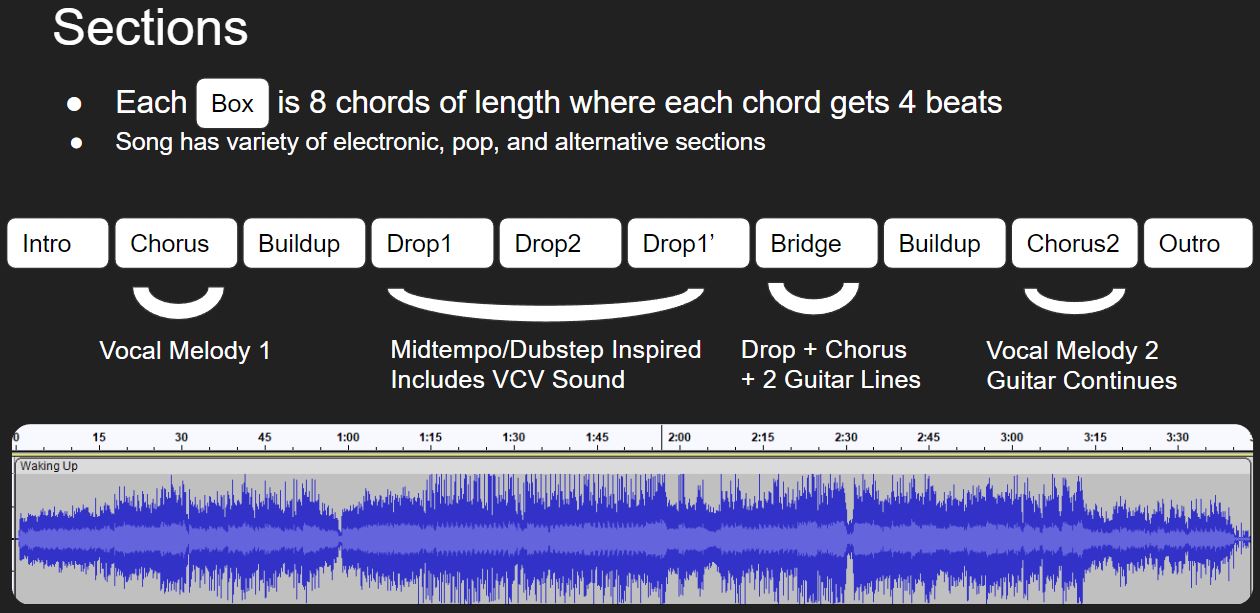 Sections
● Each Box is 8 chords of length where each chord gets 4 beats
● Song has variety of electronic, pop, and alternative sections
Intro Chorus Buildup Drop1 Drop2 Drop1’ Bridge Buildup Chorus2 Outro
Vocal Melody 1
Midtempo/Dubstep Inspired
Includes VCV Sound
Drop + Chorus
+ 2 Guitar Lines
Vocal Melody 2
Guitar Continues
0 15 30 45 1:00 1:15 1:30 1:45 2:00 2:15 2:30 2:45 3:00 3:15 3:30
Waking Up